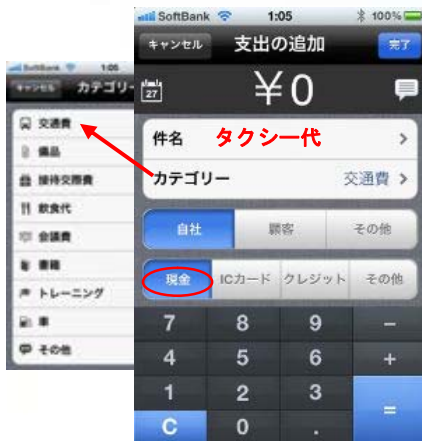 SoftBank 1:05 100%
キャンセル 支出の追加 完了
27 ¥0
件名 タクシー代
カテゴリー 交通費
自社 顧客 その他
現金 ICカード クレジット その他
7 8 9 −
4 5 6 +
1 2 3 =
C 0 .
SoftBank 1:05
キャンセル カテゴリー
交通費
備品
接待交際費
飲食代
会議費
書籍
トレーニング
車
その他